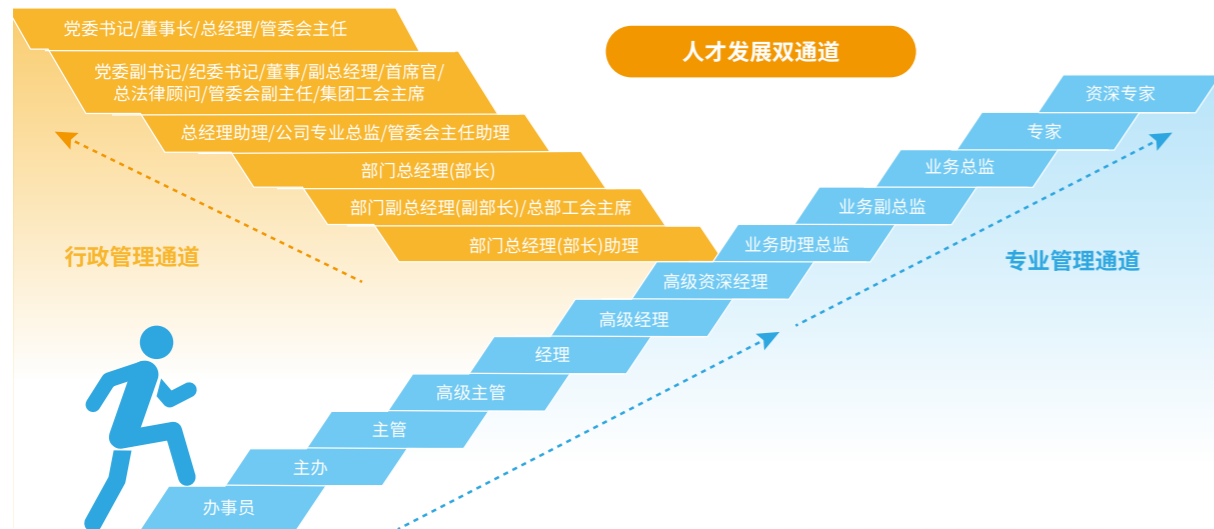 人才发展双通道
党委书记/董事长/总经理/管委会主任
党委副书记/纪委书记/董事/副总经理/首席官/
总法律顾问/管委会副主任/集团工会主席
总经理助理/公司专业总监/管委会主任助理
部门总经理(部长)
部门副总经理(副部长)/总部工会主席
部门总经理(部长)助理
行政管理通道
资深专家
专家
业务总监
业务副总监
业务助理总监
专业管理通道
高级资深经理
高级经理
经理
高级主管
主管
主办
办事员